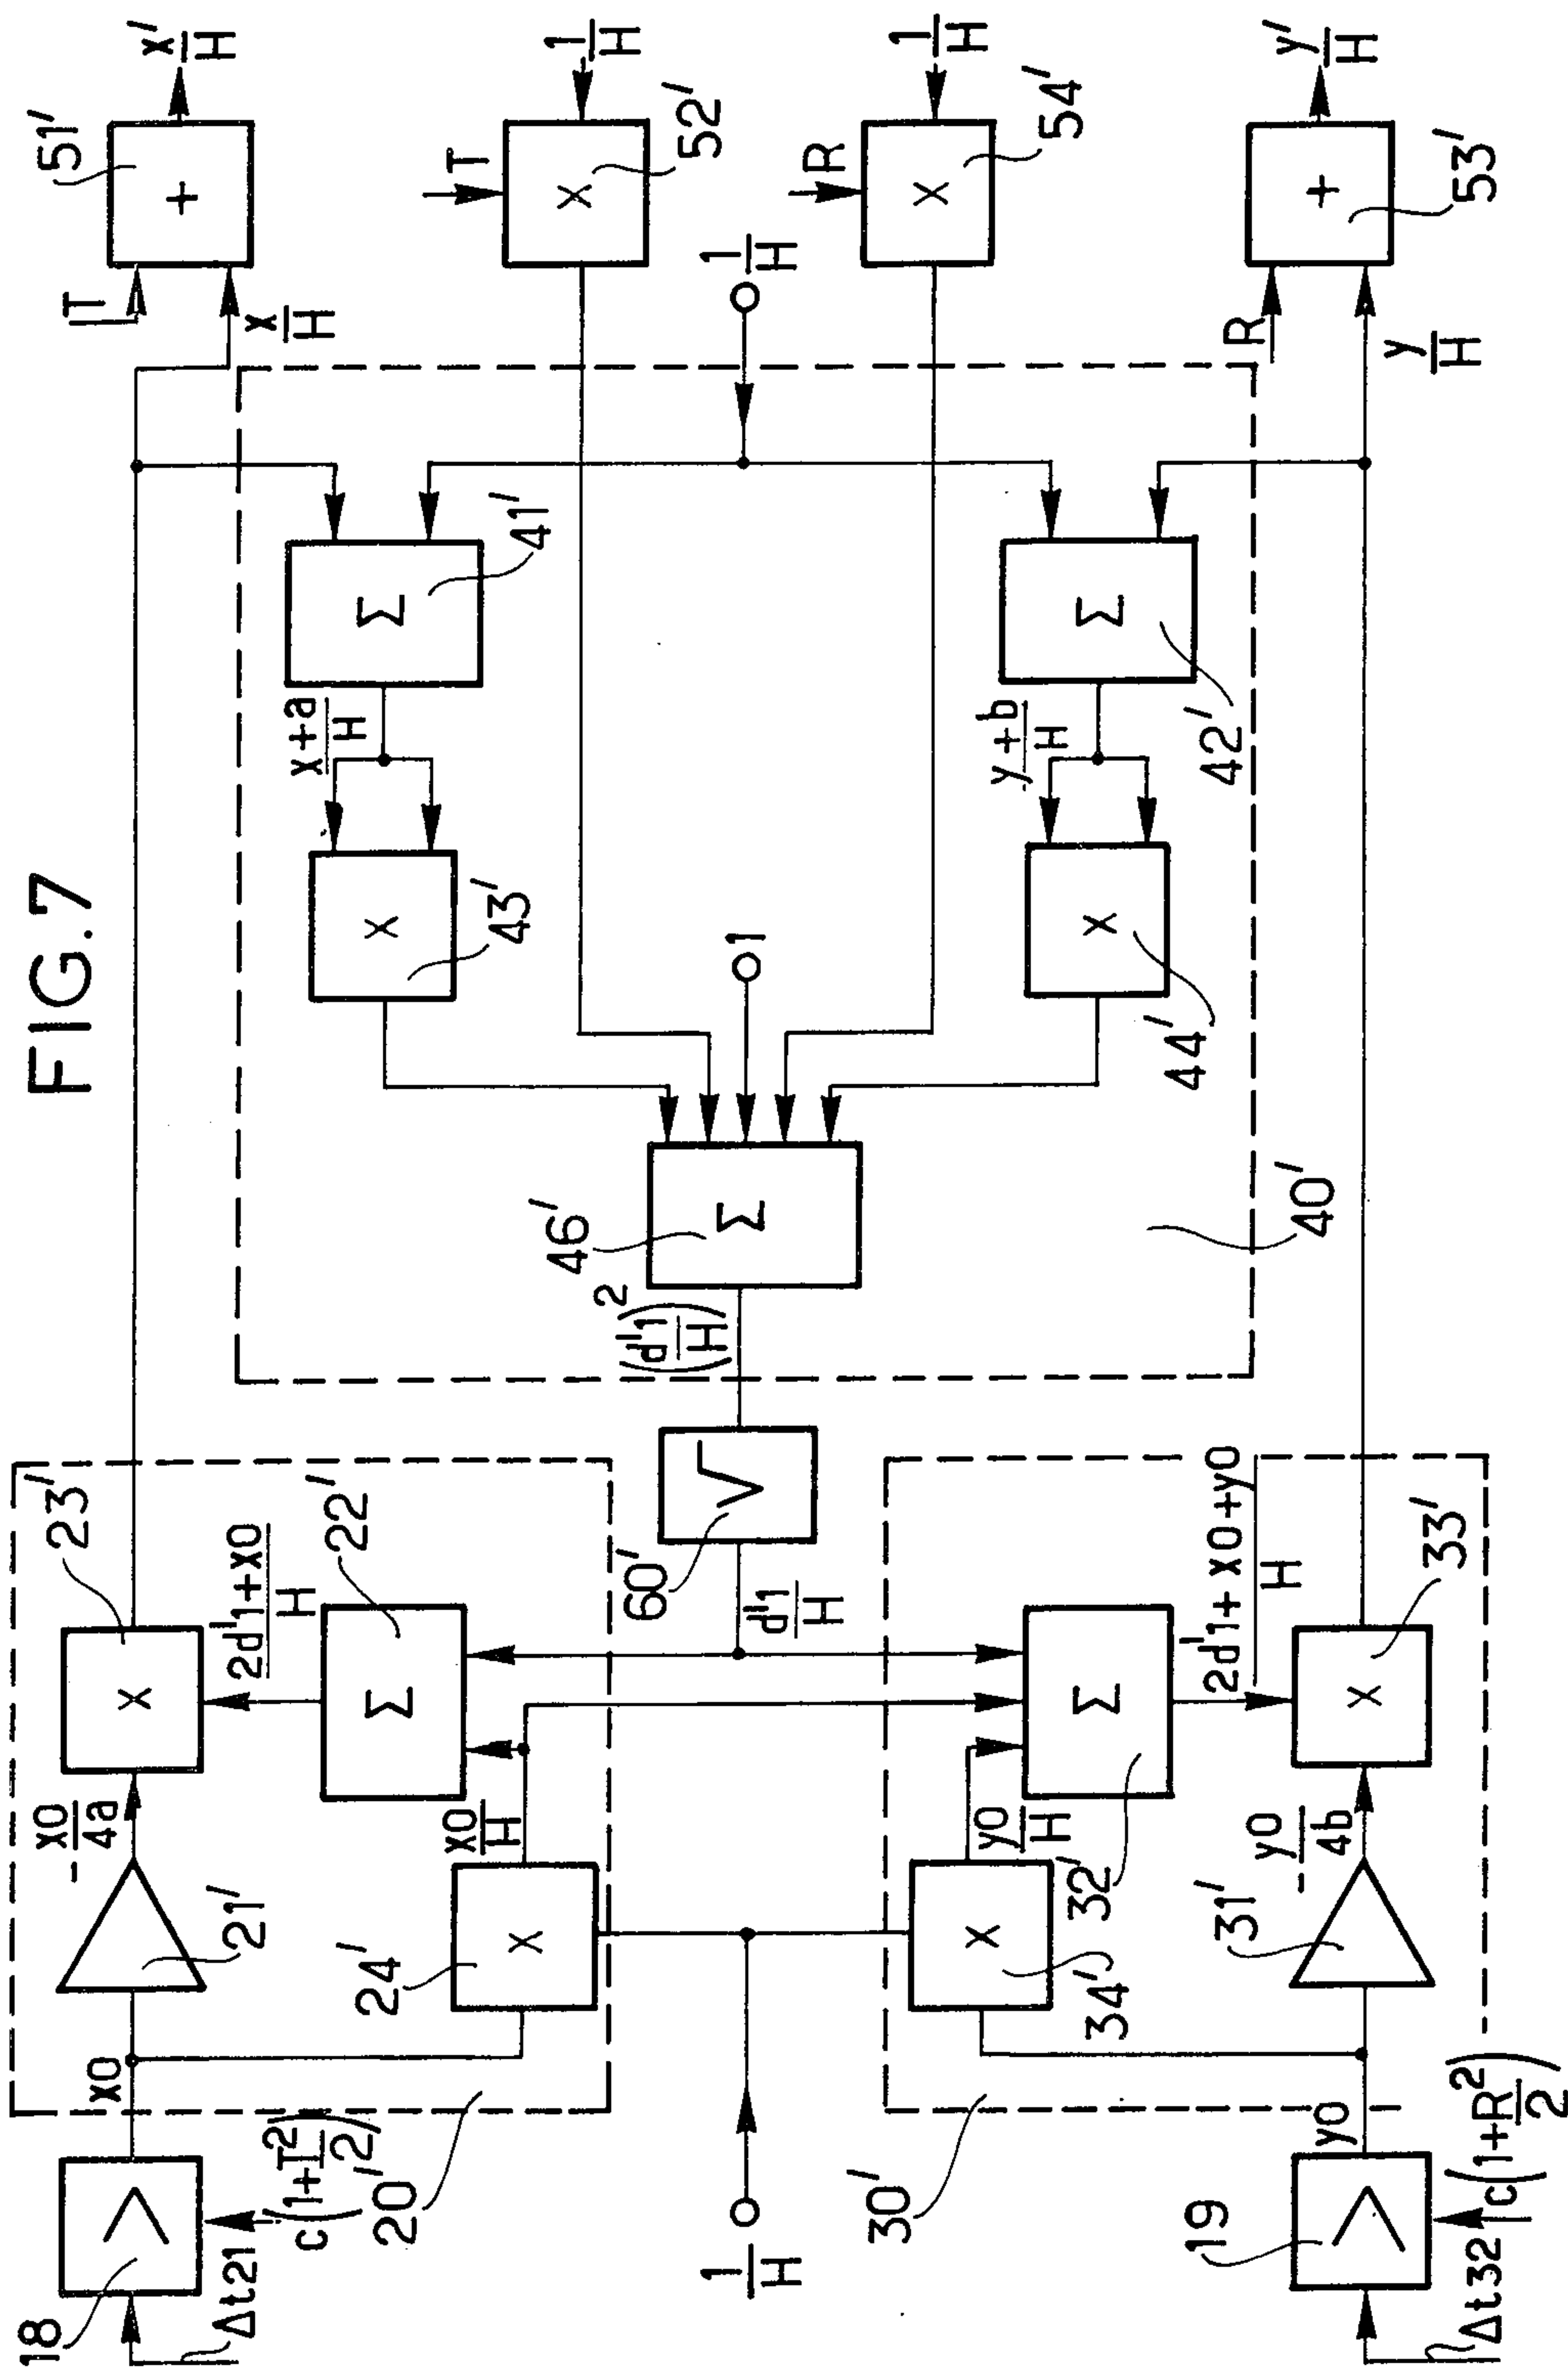 FIG.7
18
Δt21
c(1+T²/2)
x0
20'
21'
-x0/4a
24'
x0/H
x
23'
x
22'
Σ
2d'1+x0/H
1/H
60'
√
d'1/H
(d'1/H)²
30'
19
Δt32
c(1+R²/2)
y0
31'
-y0/4b
34'
x
y0/H
32'
Σ
2d'1+x0+y0/H
33'
x
40'
46'
Σ
1
43'
x
x+a/H
41'
Σ
44'
x
y+b/H
42'
Σ
1/H
T
x/H
51'
+
x'/H
T
52'
x
1/H
R
54'
x
1/H
R
y/H
53'
+
y'/H